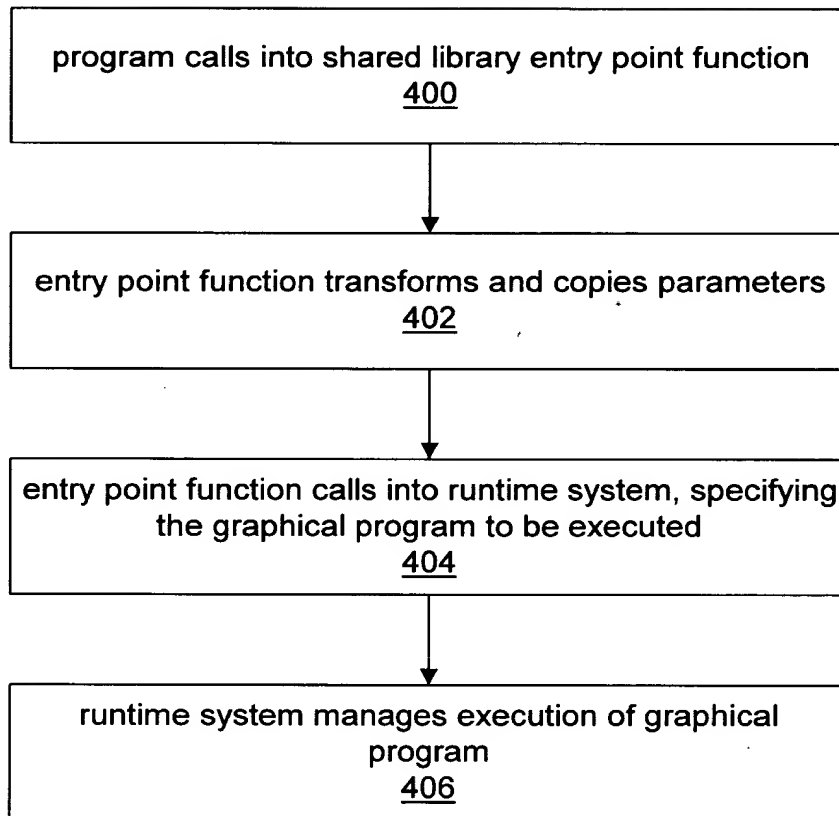 program calls into shared library entry point function
400
entry point function transforms and copies parameters
402
entry point function calls into runtime system, specifying
the graphical program to be executed
404
runtime system manages execution of graphical
program
406